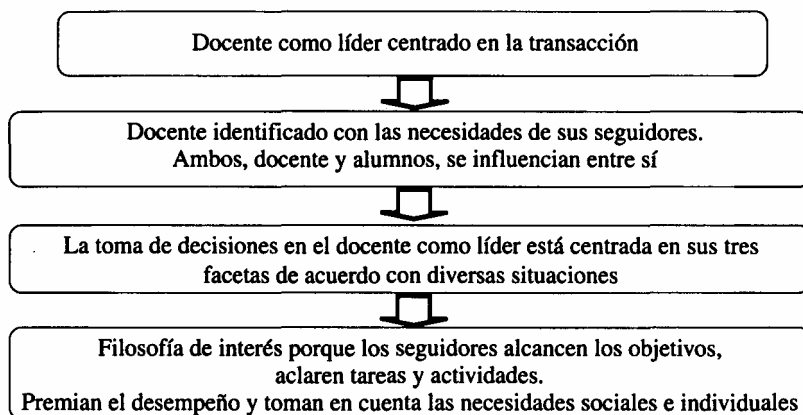 Docente como líder centrado en la transacción
Docente identificado con las necesidades de sus seguidores.
Ambos, docente y alumnos, se influencian entre sí
La toma de decisiones en el docente como líder está centrada en sus tres
facetas de acuerdo con diversas situaciones
Filosofía de interés porque los seguidores alcancen los objetivos,
aclaren tareas y actividades.
Premian el desempeño y toman en cuenta las necesidades sociales e individuales